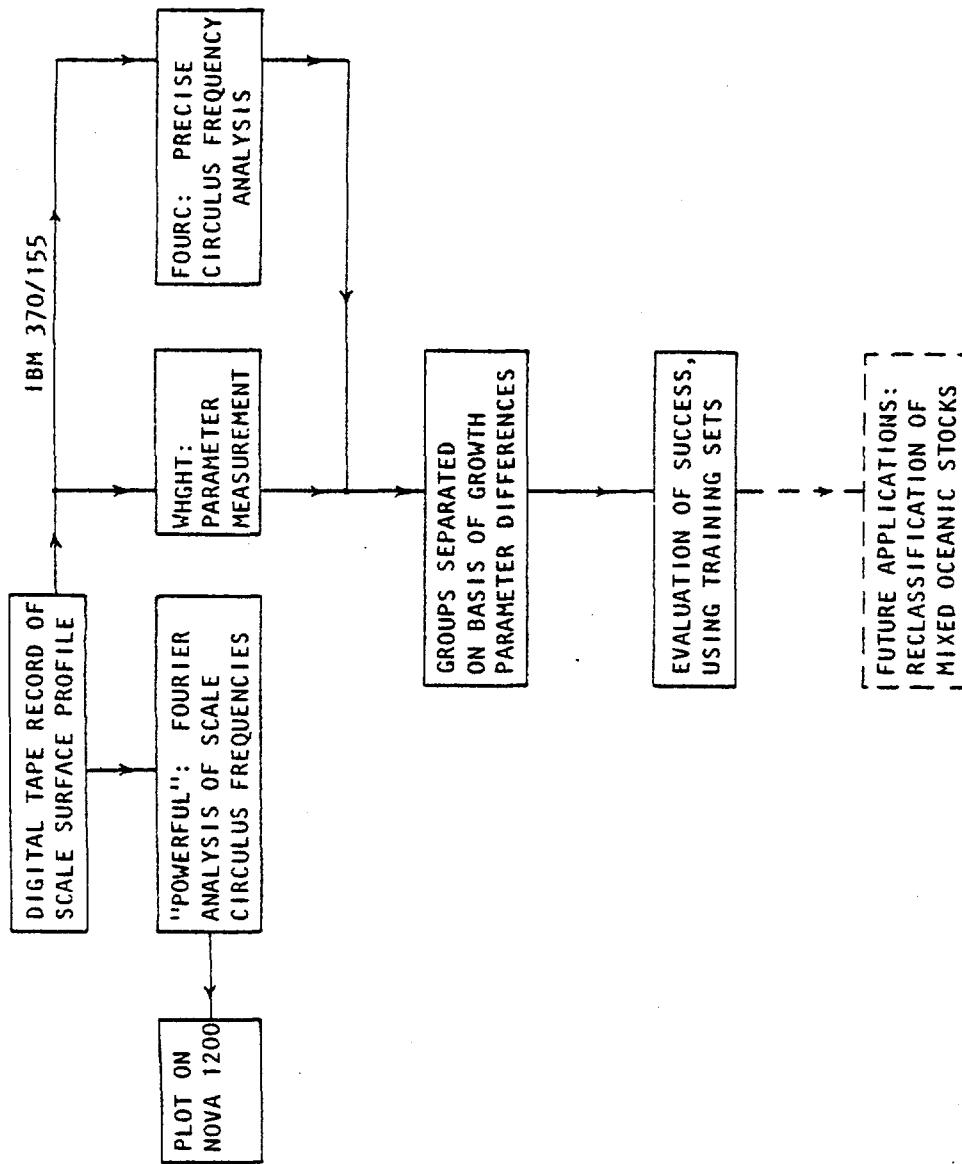 DIGITAL TAPE RECORD OF
SCALE SURFACE PROFILE
IBM 370/155
PLOT ON
NOVA 1200
"POWERFUL": FOURIER
ANALYSIS OF SCALE
CIRCULUS FREQUENCIES
WHGHT:
PARAMETER
MEASUREMENT
FOURC: PRECISE
CIRCULUS FREQUENCY
ANALYSIS
GROUPS SEPARATED
ON BASIS OF GROWTH
PARAMETER DIFFERENCES
EVALUATION OF SUCCESS,
USING TRAINING SETS
FUTURE APPLICATIONS:
RECLASSIFICATION OF
MIXED OCEANIC STOCKS